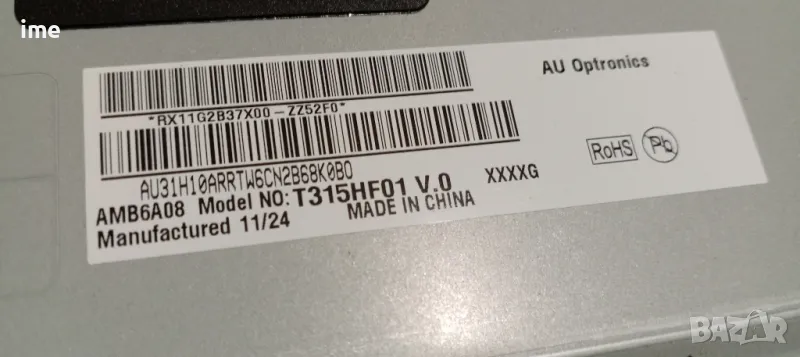 ime
AU Optronics
*RX11G2B37X00-ZZ52F0*
AU31H10ARRTW6CN2B68K0B0
XXXXG
RoHS
Pb
AMB6A08 Model NO: T315HF01 V.0
Manufactured 11/24
MADE IN CHINA
BAZAR